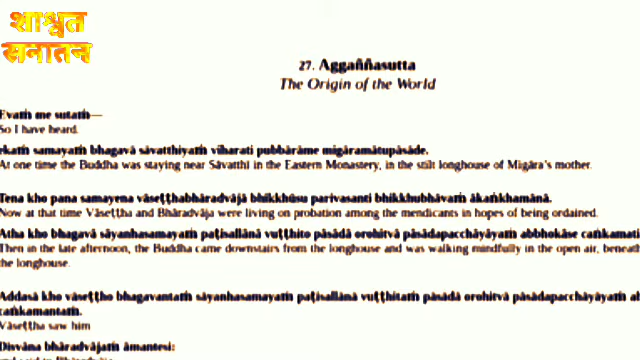 शाश्वत
सनातन
27. Aggaññasutta
The Origin of the World
Evaṁ me sutaṁ—
So I have heard.
ekaṁ samayaṁ bhagavā sāvatthiyaṁ viharati pubbārāme migāramātupāsāde.
At one time the Buddha was staying near Sāvatthī in the Eastern Monastery, in the stilt longhouse of Migāra’s mother.
Tena kho pana samayena vāseṭṭhabhāradvājā bhikkhūsu parivasanti bhikkhubhāvaṁ ākaṅkhamānā.
Now at that time Vāseṭṭha and Bhāradvāja were living on probation among the mendicants in hopes of being ordained.
Atha kho bhagavā sāyanhasamayaṁ paṭisallānā vuṭṭhito pāsādā orohitvā pāsādapacchāyāyaṁ abbhokāse caṅkamati
Then in the late afternoon, the Buddha came downstairs from the longhouse and was walking mindfully in the open air, beneath
the longhouse.
Addasā kho vāseṭṭho bhagavantaṁ sāyanhasamayaṁ paṭisallānā vuṭṭhitaṁ pāsādā orohitvā pāsādapacchāyāyaṁ
caṅkamantaṁ.
Vāseṭṭha saw him
Disvāna bhāradvājaṁ āmantesi: